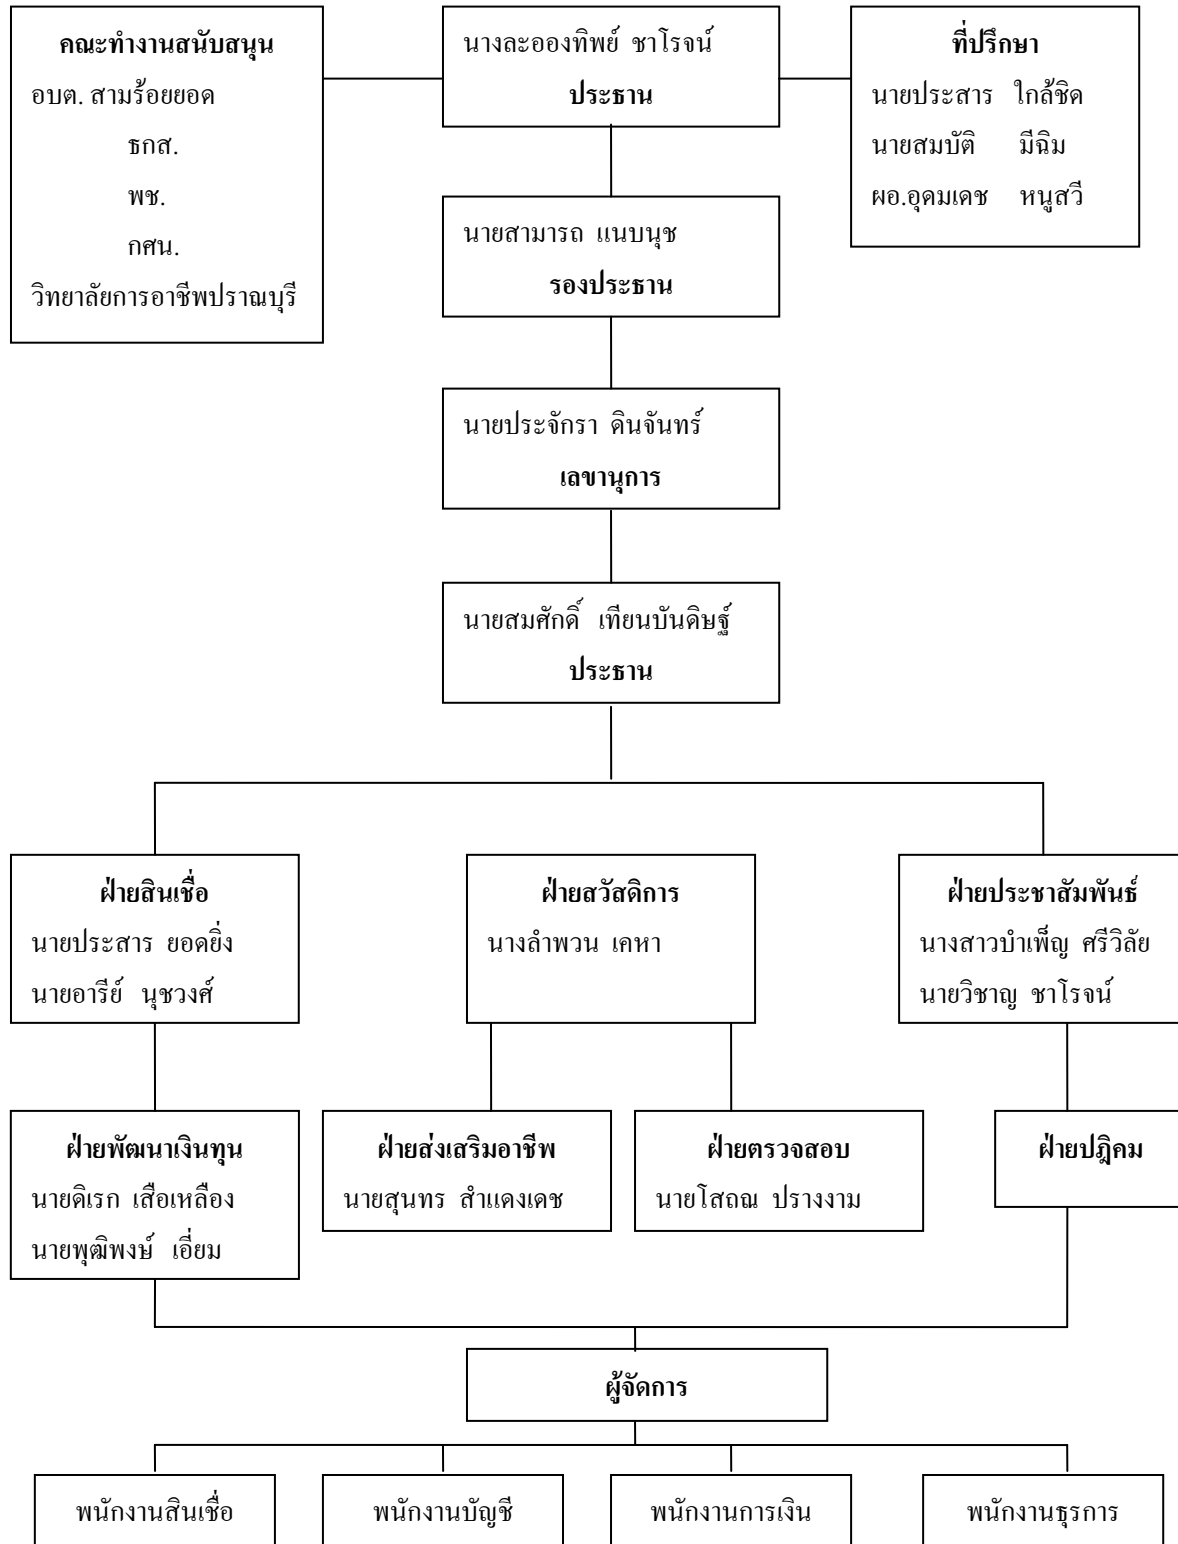 คณะทำงานสนับสนุน
อบต. สามร้อยยอด
ธกส.
พช.
กศน.
วิทยาลัยการอาชีพปราณบุรี
นางละอองทิพย์ ชาโรจน์
ประธาน
ที่ปรึกษา
นายประสาร ใกล้ชิด
นายสมบัติ มีฉิม
ผอ.อุดมเดช หนูสวี
นายสามารถ แนบนุช
รองประธาน
นายประจักรา ดินจันทร์
เลขานุการ
นายสมศักดิ์ เทียนบันดิษฐ์
ประธาน
ฝ่ายสินเชื่อ
นายประสาร ยอดยิ่ง
นายอารีย์ นุชวงศ์
ฝ่ายสวัสดิการ
นางลำพวน เคหา
ฝ่ายประชาสัมพันธ์
นางสาวบำเพ็ญ ศรีวิลัย
นายวิชาญ ชาโรจน์
ฝ่ายพัฒนาเงินทุน
นายดิเรก เสือเหลือง
นายพุฒิพงษ์ เอี่ยม
ฝ่ายส่งเสริมอาชีพ
นายสุนทร สำแดงเดช
ฝ่ายตรวจสอบ
นายโสถณ ปรางงาม
ฝ่ายปฎิคม
ผู้จัดการ
พนักงานสินเชื่อ
พนักงานบัญชี
พนักงานการเงิน
พนักงานธุรการ